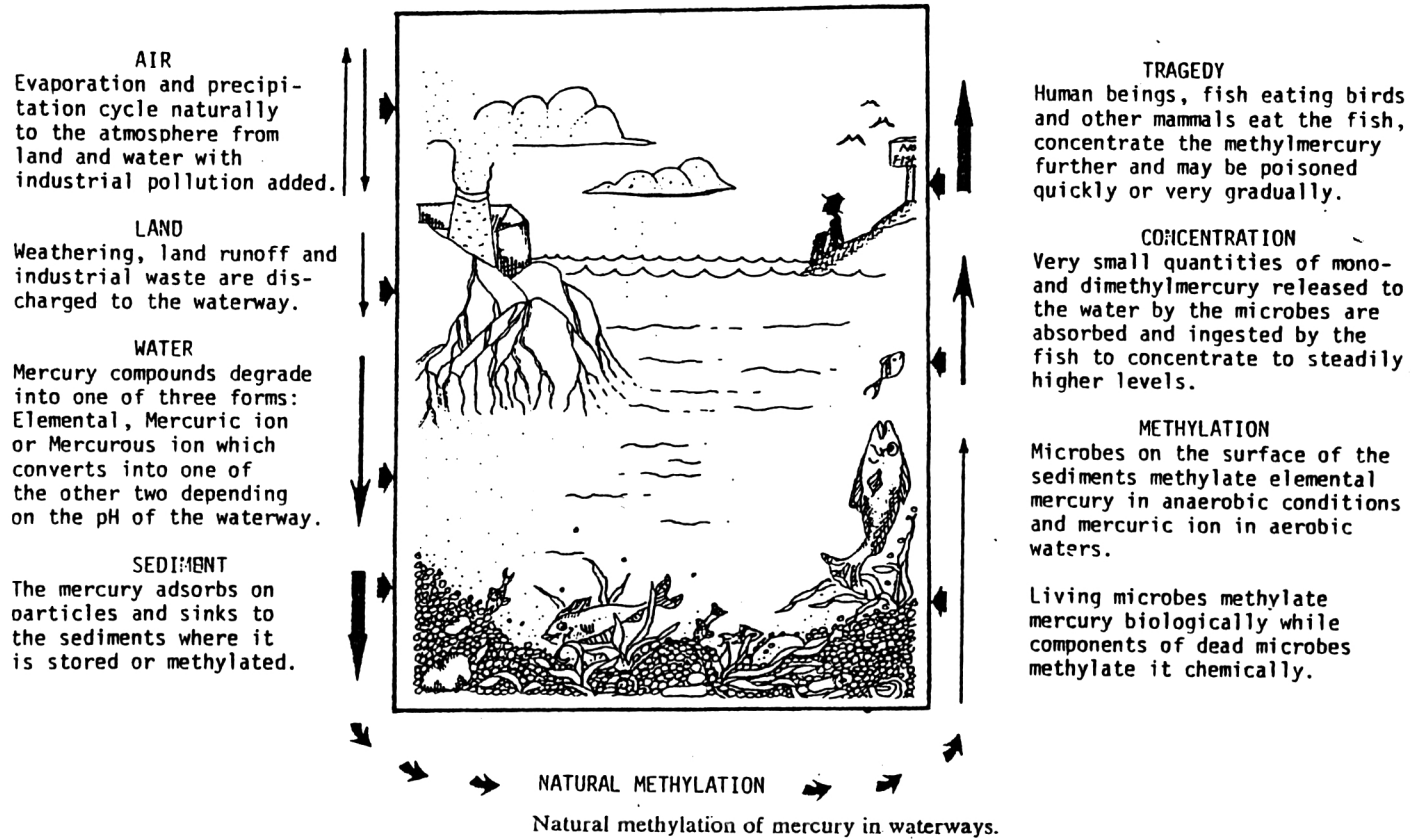 AIR
Evaporation and precipi-
tation cycle naturally
to the atmosphere from
land and water with
industrial pollution added.
LAND
Weathering, land runoff and
industrial waste are dis-
charged to the waterway.
WATER
Mercury compounds degrade
into one of three forms:
Elemental, Mercuric ion
or Mercurous ion which
converts into one of
the other two depending
on the pH of the waterway.
SEDIMENT
The mercury adsorbs on
particles and sinks to
the sediments where it
is stored or methylated.
NO
FISH
TRAGEDY
Human beings, fish eating birds
and other mammals eat the fish,
concentrate the methylmercury
further and may be poisoned
quickly or very gradually.
CONCENTRATION
Very small quantities of mono-
and dimethylmercury released to
the water by the microbes are
absorbed and ingested by the
fish to concentrate to steadily
higher levels.
METHYLATION
Microbes on the surface of the
sediments methylate elemental
mercury in anaerobic conditions
and mercuric ion in aerobic
waters.
Living microbes methylate
mercury biologically while
components of dead microbes
methylate it chemically.
NATURAL METHYLATION
Natural methylation of mercury in waterways.